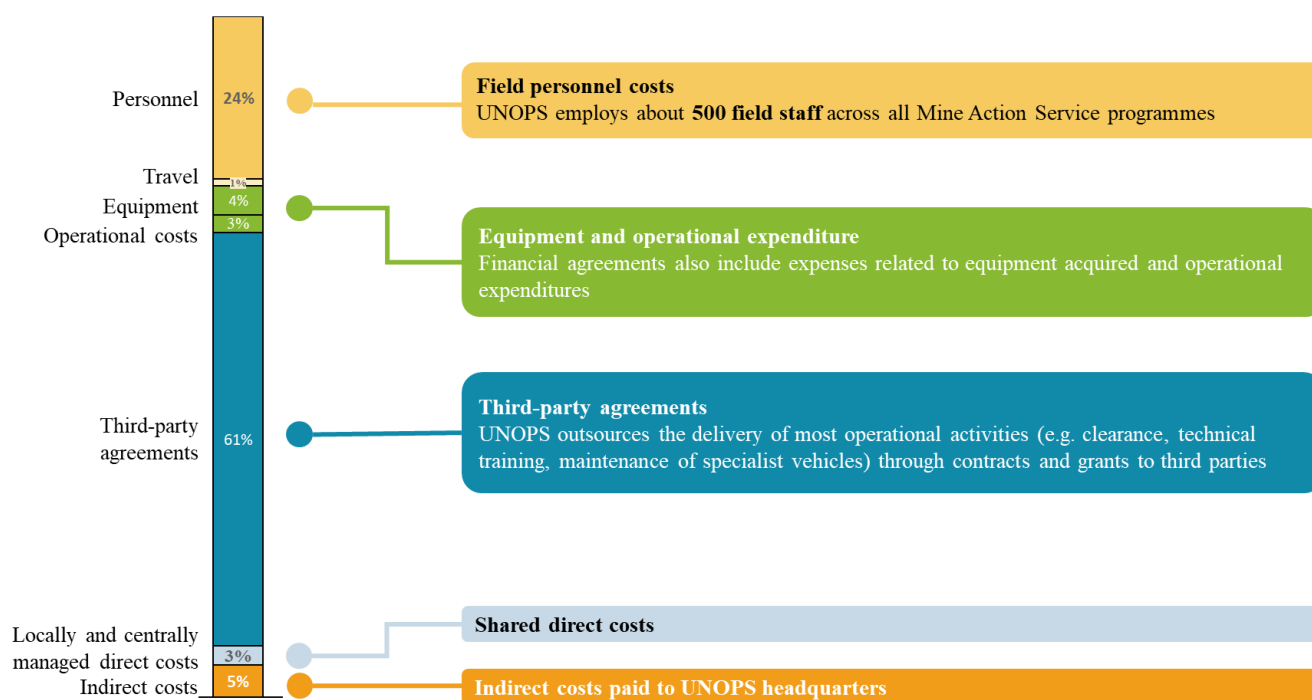 Personnel
24%
Field personnel costs
UNOPS employs about 500 field staff across all Mine Action Service programmes
Travel
1%
Equipment
4%
Operational costs
3%
Equipment and operational expenditure
Financial agreements also include expenses related to equipment acquired and operational
expenditures
Third-party
agreements
61%
Third-party agreements
UNOPS outsources the delivery of most operational activities (e.g. clearance, technical
training, maintenance of specialist vehicles) through contracts and grants to third parties
Locally and centrally
managed direct costs
3%
Shared direct costs
Indirect costs
5%
Indirect costs paid to UNOPS headquarters